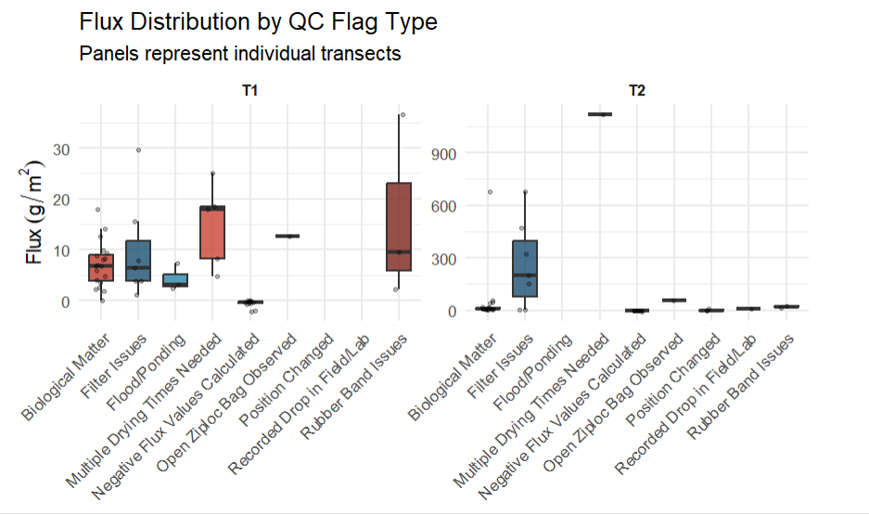 Flux Distribution by QC Flag Type
Panels represent individual transects
T1
T2
Flux (g/m²)
30
20
10
0
900
600
300
0
Biological Matter
Filter Issues
Flood/Ponding
Multiple Drying Times Needed
Negative Flux Values Calculated
Open Ziploc Bag Observed
Position Changed
Recorded Drop in Field/Lab
Rubber Band Issues
Biological Matter
Filter Issues
Flood/Ponding
Multiple Drying Times Needed
Negative Flux Values Calculated
Open Ziploc Bag Observed
Position Changed
Recorded Drop in Field/Lab
Rubber Band Issues